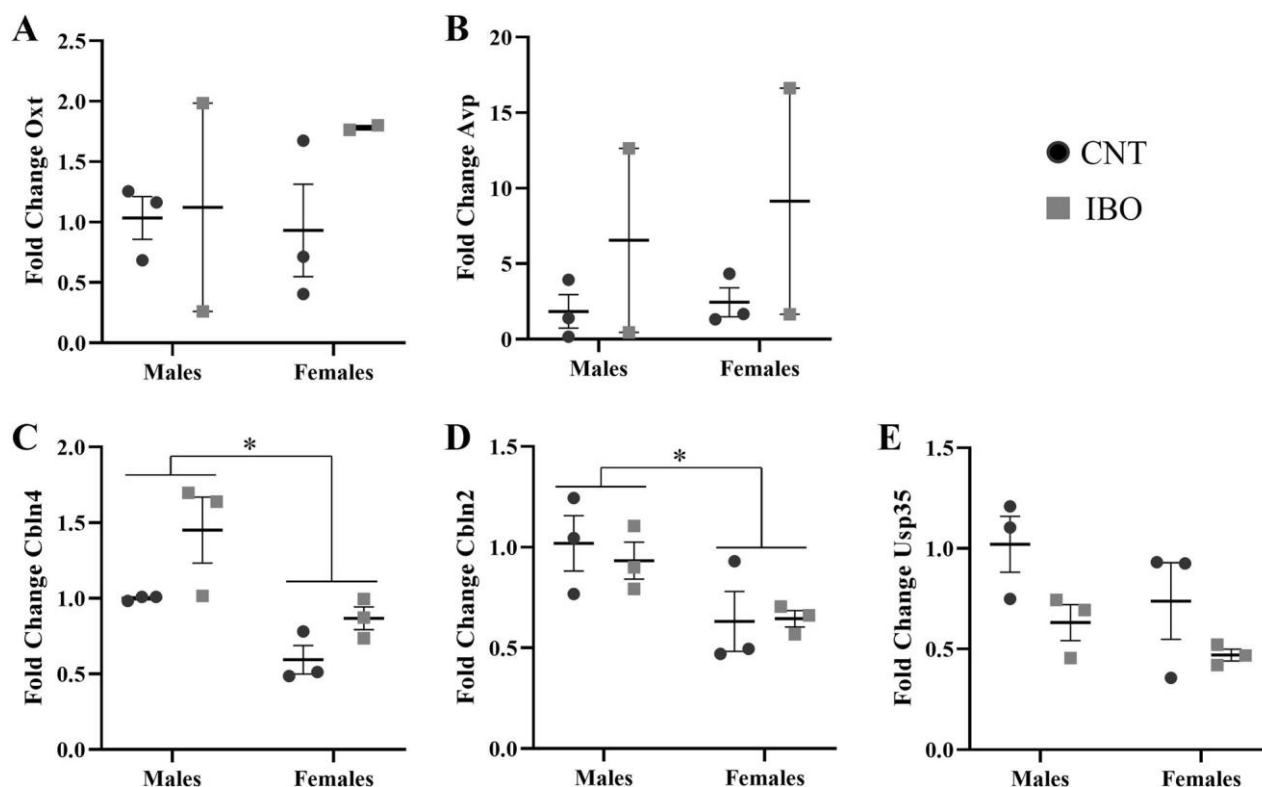 A
Fold Change Oxt
2.5
2.0
1.5
1.0
0.5
0.0
Males
Females
B
Fold Change Avp
20
15
10
5
0
Males
Females
CNT
IBO
C
Fold Change Cbln4
2.0
1.5
1.0
0.5
0.0
*
Males
Females
D
Fold Change Cbln2
1.5
1.0
0.5
0.0
*
Males
Females
E
Fold Change Usp35
1.5
1.0
0.5
0.0
Males
Females